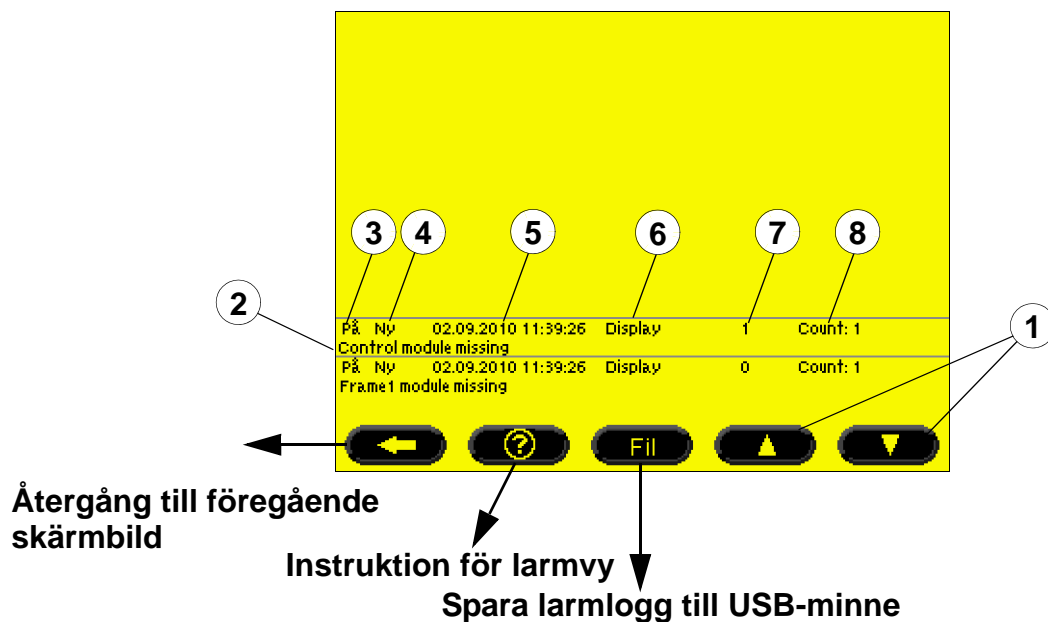 3 4 5 6 7 8
2
1
På Ny 02.09.2010 11:39:26 Display 1 Count: 1
Control module missing
På Ny 02.09.2010 11:39:26 Display 0 Count: 1
Frame1 module missing
? Fil
Återgång till föregående
skärmbild
Instruktion för larmvy
Spara larmlogg till USB-minne